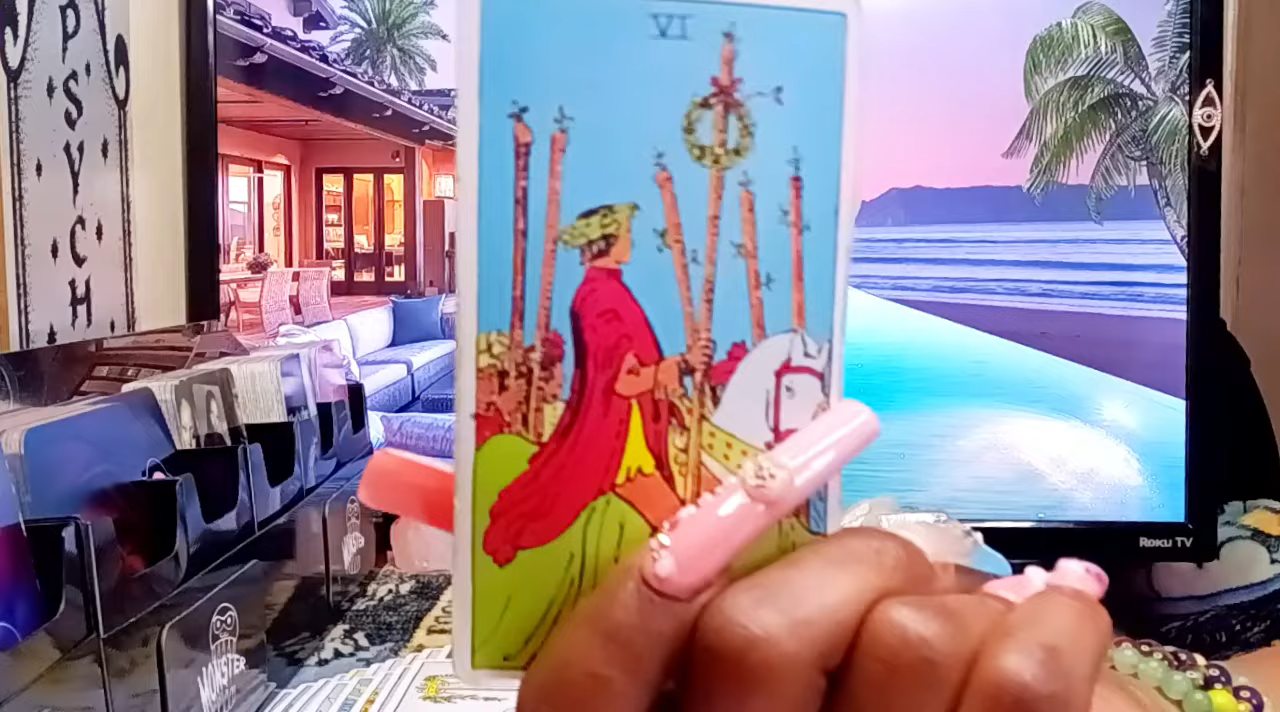 PSYCH
VI
MONSTER
MONSTER
Roku TV